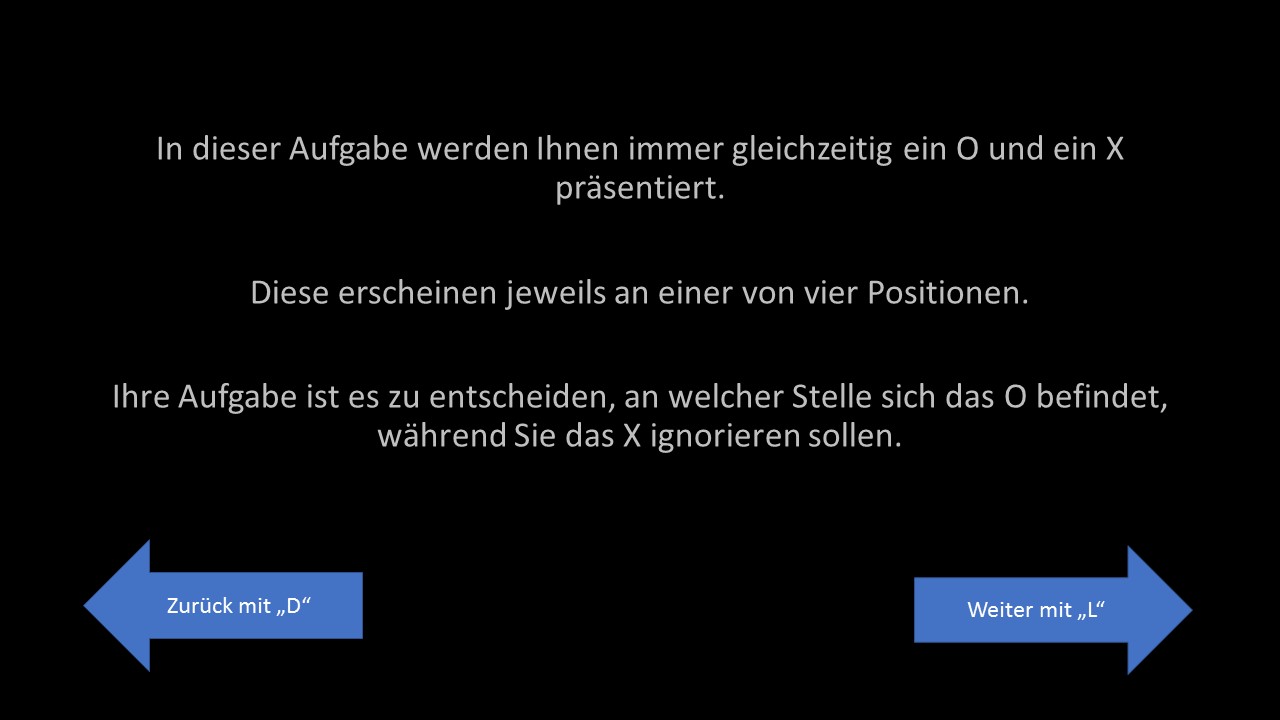 In dieser Aufgabe werden Ihnen immer gleichzeitig ein O und ein X
präsentiert.
Diese erscheinen jeweils an einer von vier Positionen.
Ihre Aufgabe ist es zu entscheiden, an welcher Stelle sich das O befindet,
während Sie das X ignorieren sollen.
Zurück mit „D“
Weiter mit „L“